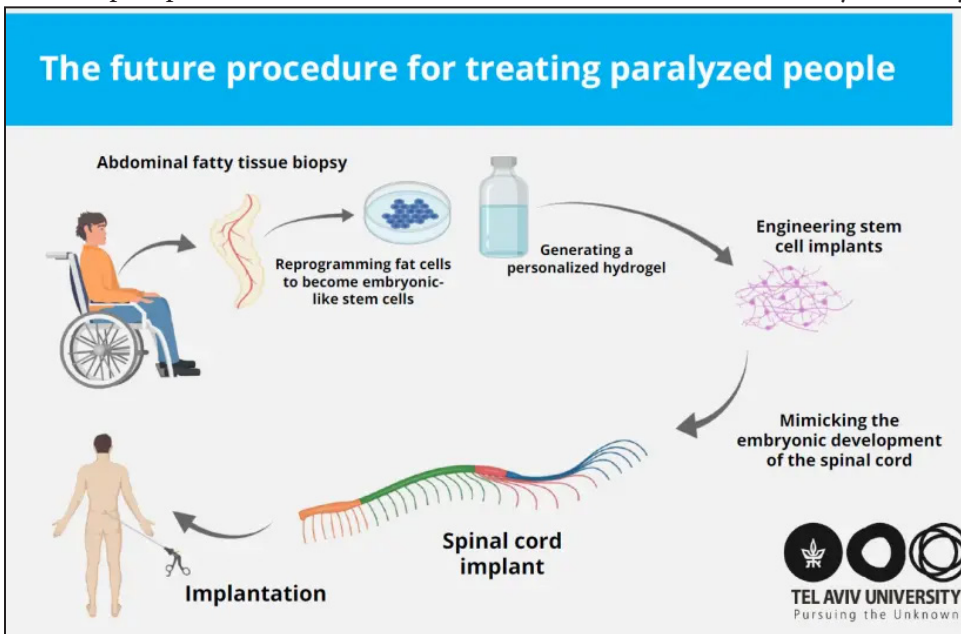 The future procedure for treating paralyzed people
Abdominal fatty tissue biopsy
Reprogramming fat cells
to become embryonic-
like stem cells
Generating a
personalized hydrogel
Engineering stem
cell implants
Mimicking the
embryonic development
of the spinal cord
Spinal cord
implant
Implantation
TEL AVIV UNIVERSITY
Pursuing the Unknown